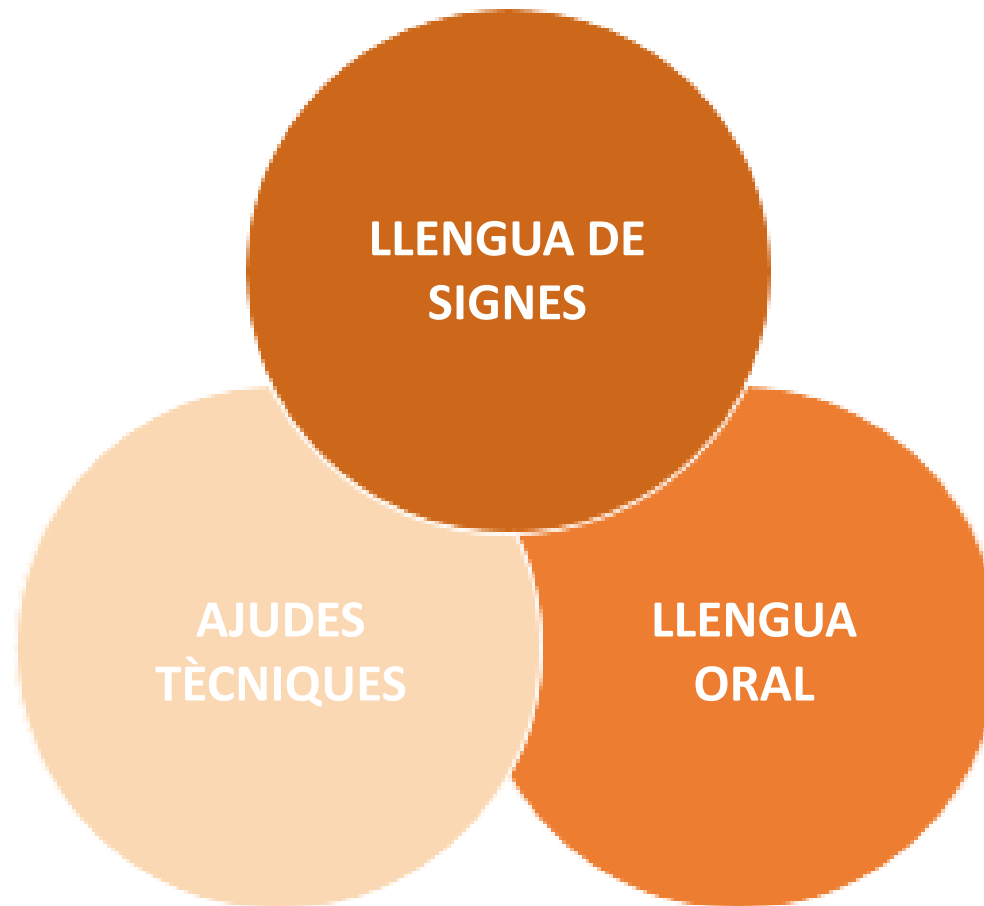 LLENGUA DE
SIGNES
AJUDES
TÈCNIQUES
LLENGUA
ORAL